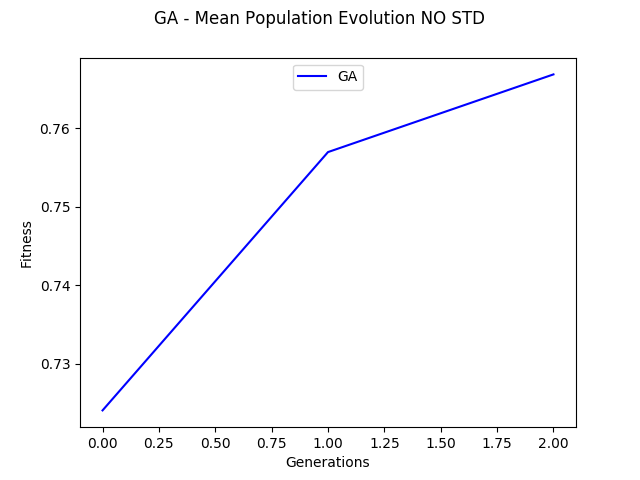 GA - Mean Population Evolution NO STD
GA
0.76
0.75
0.74
0.73
Fitness
0.00 0.25 0.50 0.75 1.00 1.25 1.50 1.75 2.00
Generations